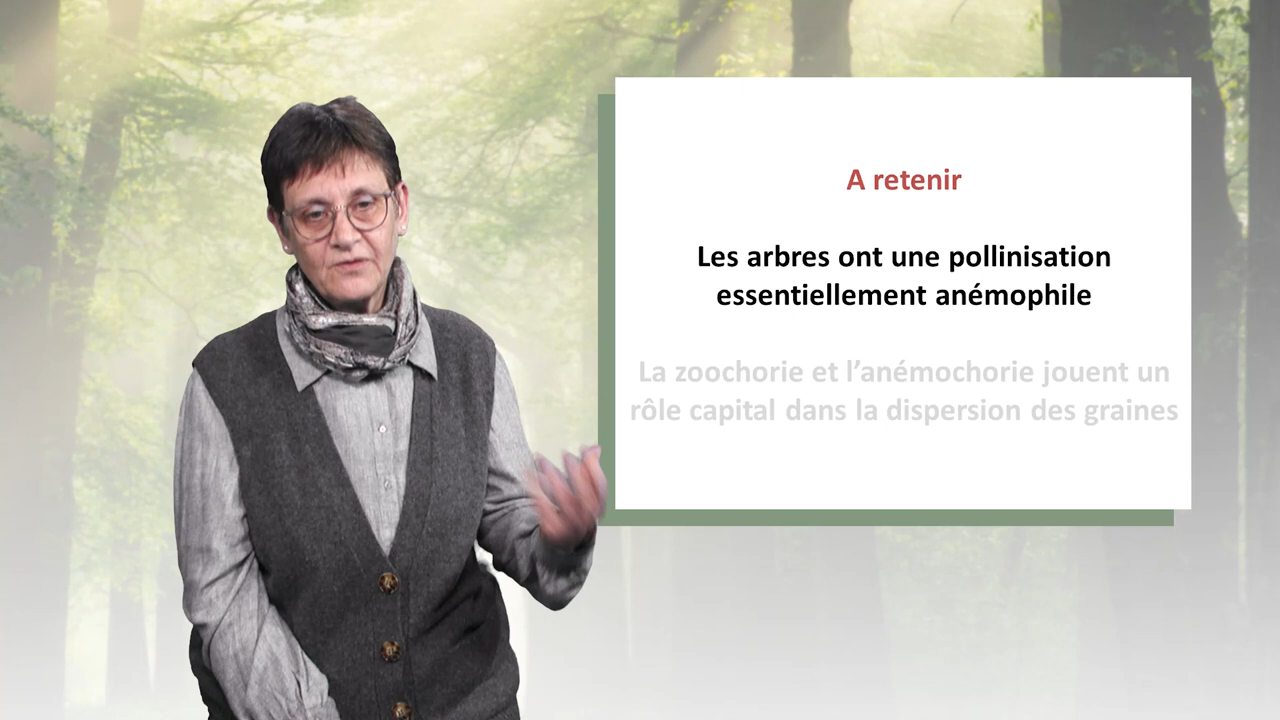 A retenir
Les arbres ont une pollinisation
essentiellement anémophile
La zoochorie et l’anémochorie jouent un
rôle capital dans la dispersion des graines